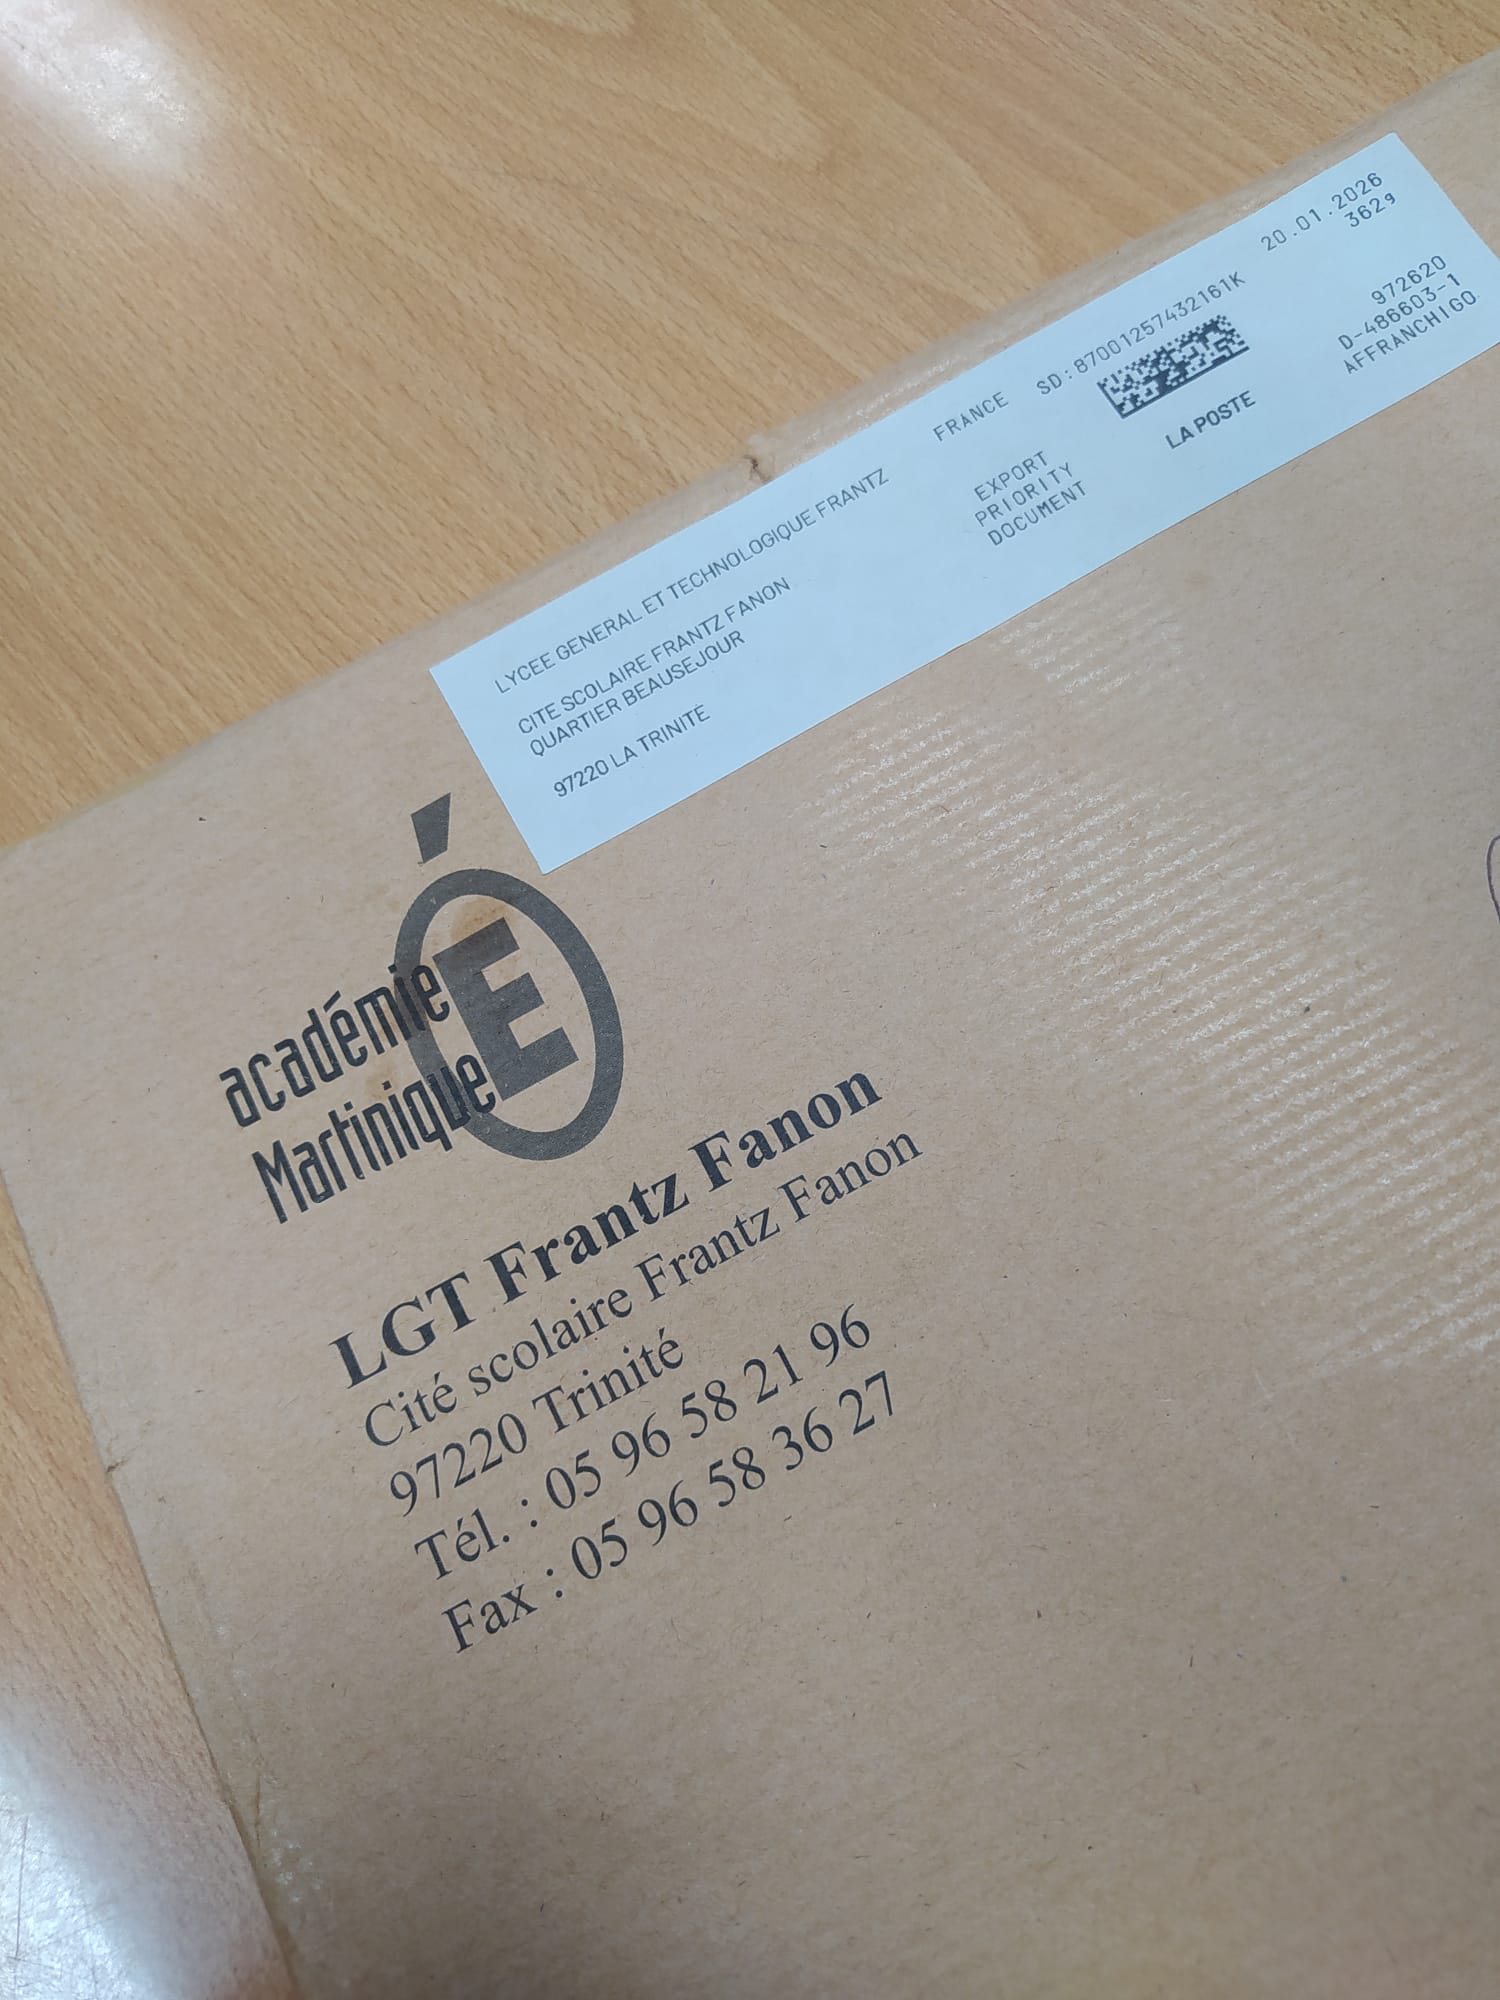 LYCEE GENERAL ET TECHNOLOGIQUE FRANTZ
CITE SCOLAIRE FRANTZ FANON
QUARTIER BEAUSEJOUR
97220 LA TRINITE
FRANCE
EXPORT
PRIORITY
DOCUMENT
SD:87001257432161K
LA POSTE
20.01.2026
362g
972620
D-486603-1
AFFRANCHIGO
académie
Martinique
É
LGT Frantz Fanon
Cité scolaire Frantz Fanon
97220 Trinité
Tél. : 05 96 58 21 96
Fax : 05 96 58 36 27